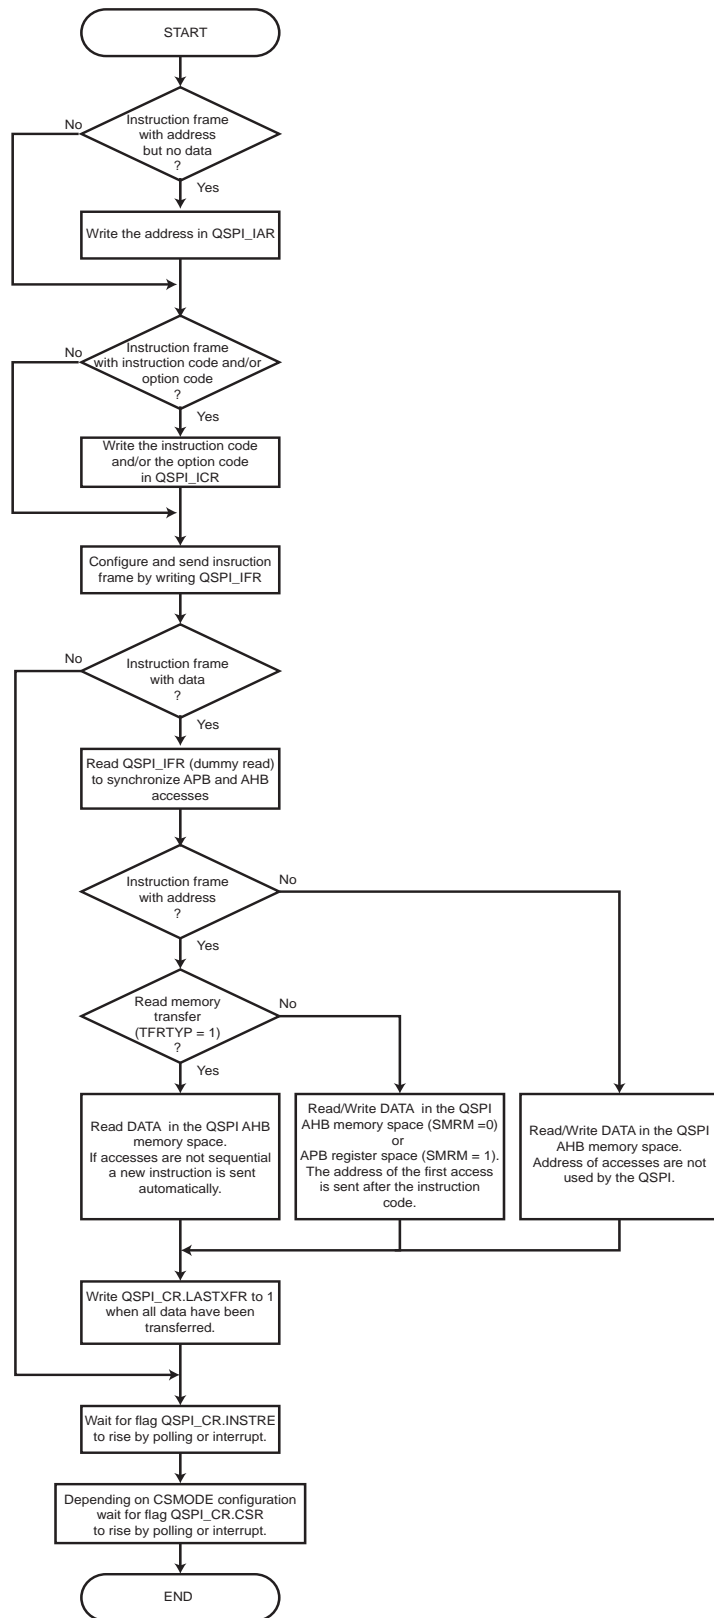 START
No
Instruction frame
with address
but no data
?
Yes
Write the address in QSPI_IAR
No
Instruction frame
with instruction code and/or
option code
?
Yes
Write the instruction code
and/or the option code
in QSPI_ICR
Configure and send insruction
frame by writing QSPI_IFR
No
Instruction frame
with data
?
Yes
Read QSPI_IFR (dummy read)
to synchronize APB and AHB
accesses
Instruction frame
with address
?
No
Yes
Read memory
transfer
(TFRTYP = 1)
?
No
Yes
Read DATA in the QSPI AHB
memory space.
If accesses are not sequential
a new instruction is sent
automatically.
Read/Write DATA in the QSPI
AHB memory space (SMRM =0)
or
APB register space (SMRM = 1).
The address of the first access
is sent after the instruction
code.
Read/Write DATA in the QSPI
AHB memory space.
Address of accesses are not
used by the QSPI.
Write QSPI_CR.LASTXFR to 1
when all data have been
transferred.
Wait for flag QSPI_CR.INSTRE
to rise by polling or interrupt.
Depending on CSMODE configuration
wait for flag QSPI_CR.CSR
to rise by polling or interrupt.
END